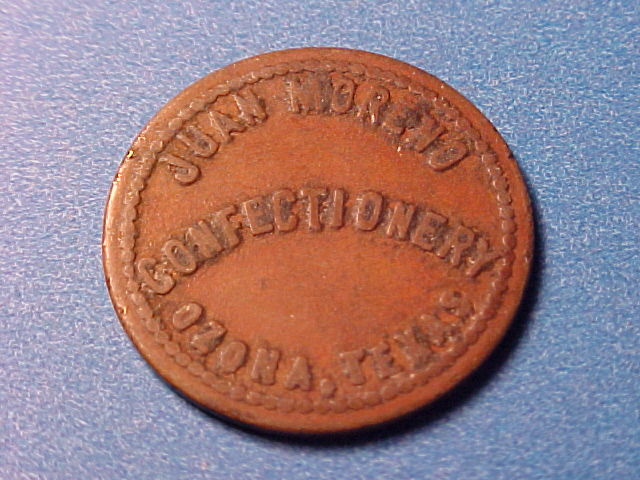 JUAN MORENO
CONFECTIONERY
OZONA, TEXAS